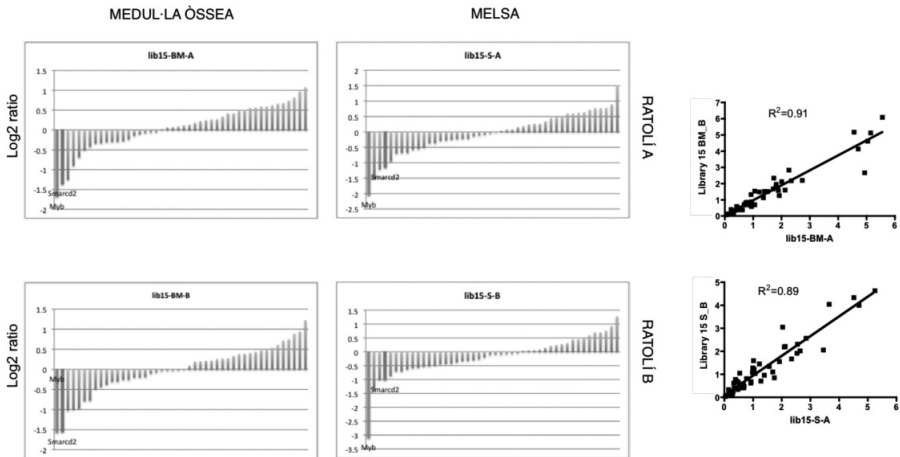 MEDUL·LA ÒSSEA
MELSA
lib15-BM-A
Log2 ratio
1.5
1
0.5
0
-0.5
-1
-1.5
-2
Smarcd2
Myb
lib15-S-A
2
1.5
1
0.5
0
-0.5
-1
-1.5
-2
-2.5
Smarcd2
Myb
RATOLÍ A
R²=0.91
Library 15 BM_B
7
6
5
4
3
2
1
0
0 1 2 3 4 5 6
lib15-BM-A
lib15-BM-B
Log2 ratio
1.5
1
0.5
0
-0.5
-1
-1.5
-2
Myb
Smarcd2
lib15-S-B
1.5
1
0.5
0
-0.5
-1
-1.5
-2
-2.5
-3
-3.5
Smarcd2
Myb
RATOLÍ B
R²=0.89
Library 15 S_B
5
4
3
2
1
0
0 1 2 3 4 5 6
lib15-S-A